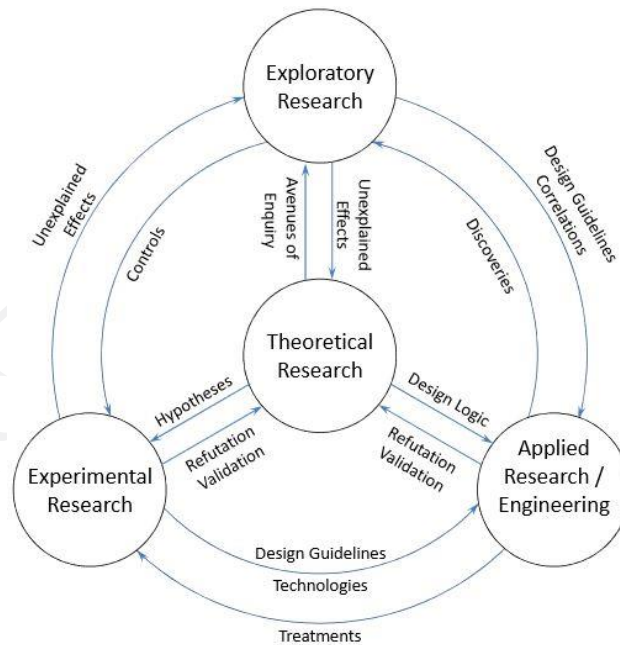 Exploratory
Research
Unexplained
Effects
Controls
Avenues of
Enquiry
Unexplained
Effects
Discoveries
Design Guidelines
Correlations
Theoretical
Research
Hypotheses
Refutation
Validation
Design Logic
Refutation
Validation
Experimental
Research
Applied
Research /
Engineering
Design Guidelines
Technologies
Treatments